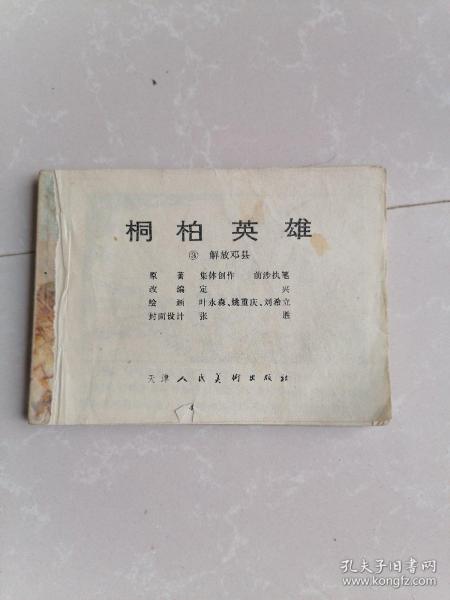 桐柏英雄
③ 解放邓县
原著 集体创作 前涉执笔
改编 定兴
绘画 叶永森、姚重庆、刘希立
封面设计 张胜
天津人民美術出版社
孔夫子旧书网
www.kongfz.com